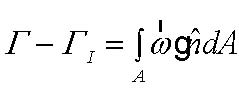 Γ − Γ_I = ∫_A ω̍ g n̂ dA